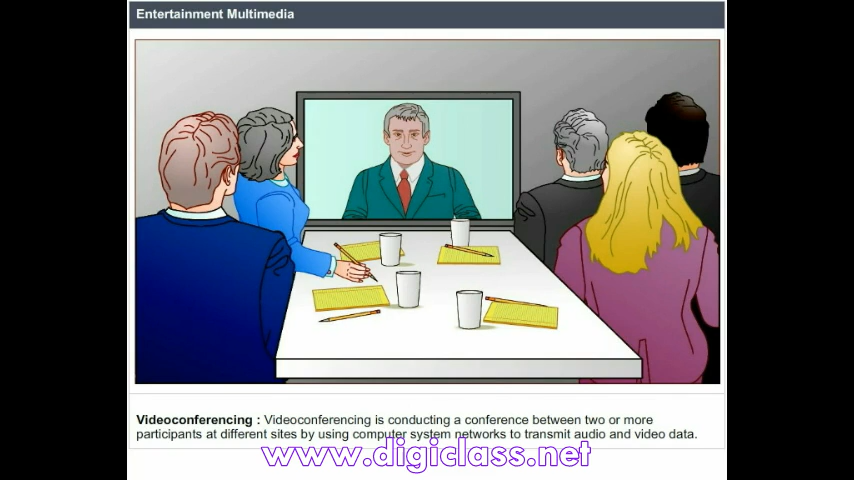 Entertainment Multimedia
Videoconferencing : Videoconferencing is conducting a conference between two or more
participants at different sites by using computer system networks to transmit audio and video data.
www.digiclass.net